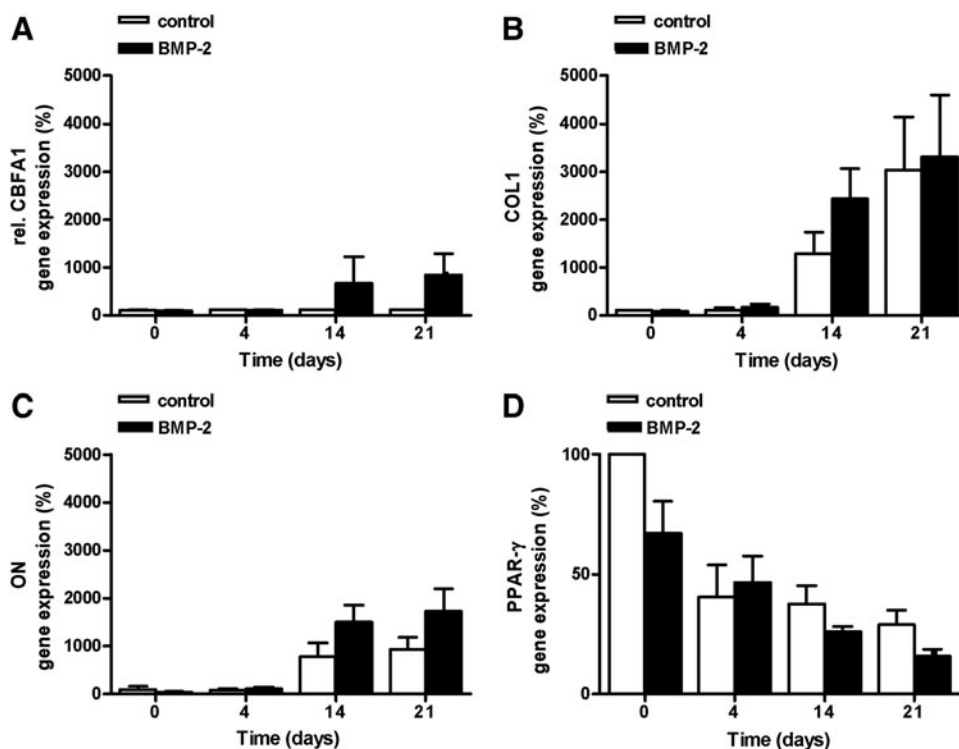 A
control
BMP-2
5000
4000
3000
2000
1000
0
rel. CBFA1
gene expression (%)
0 4 14 21
Time (days)
B
control
BMP-2
5000
4000
3000
2000
1000
0
COL1
gene expression (%)
0 4 14 21
Time (days)
C
control
BMP-2
5000
4000
3000
2000
1000
0
ON
gene expression (%)
0 4 14 21
Time (days)
D
control
BMP-2
100
50
0
PPAR-γ
gene expression (%)
0 4 14 21
Time (days)